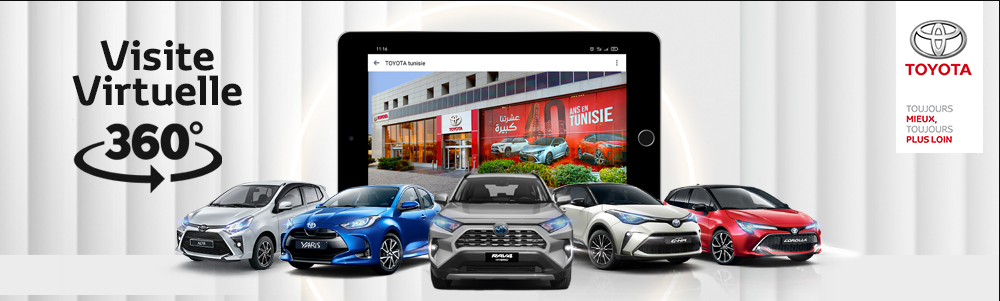 Visite
Virtuelle
360°
11:16
TOYOTA tunisie
TOYOTA
عشرتنا
كبيرة
40
ANS EN
TUNISIE
YARIS
RAV4
C-HR
COROLLA
TOYOTA
TOUJOURS
MIEUX,
TOUJOURS
PLUS LOIN